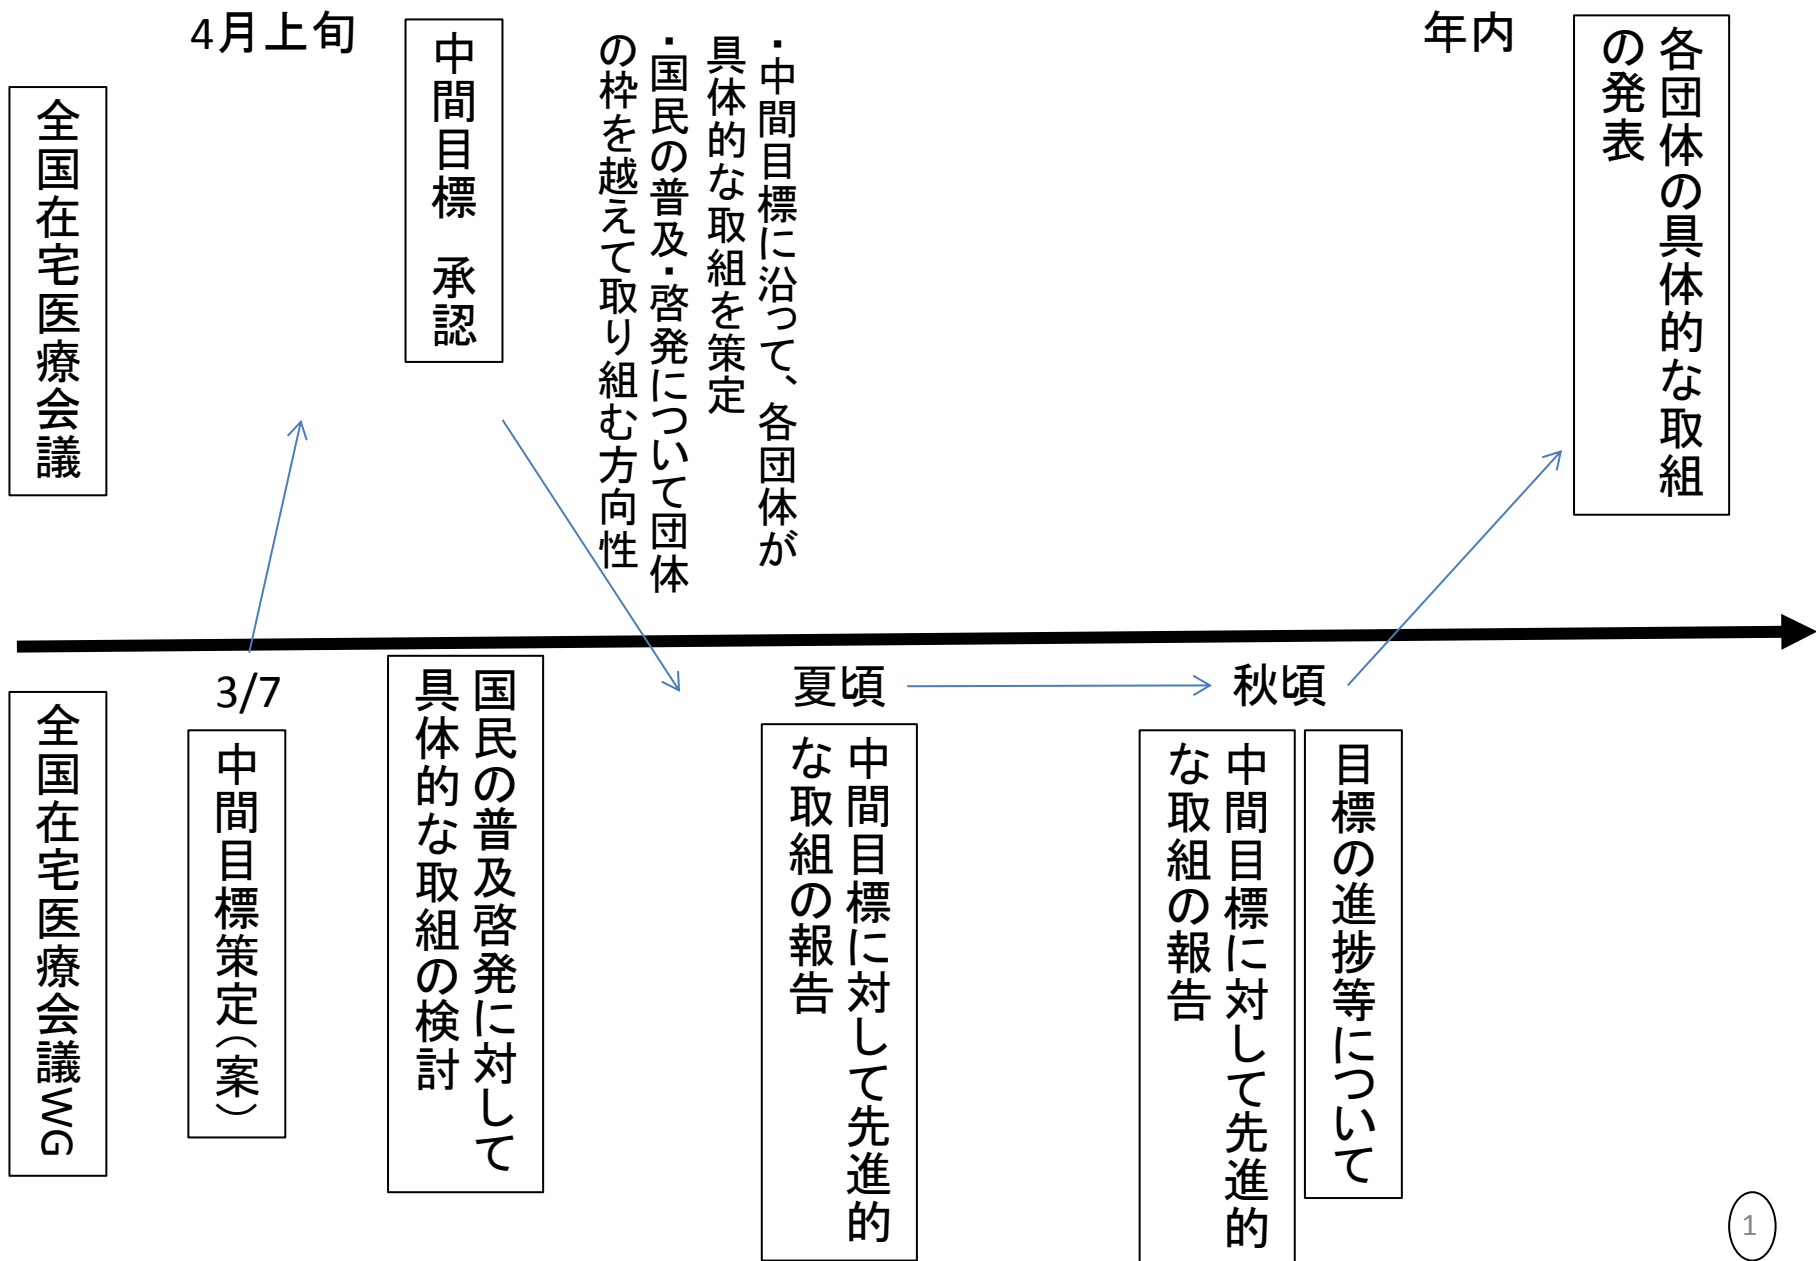 全国在宅医療会議
4月上旬
中間目標 承認
・中間目標に沿って、各団体が
具体的な取組を策定
・国民の普及・啓発について団体
の枠を越えて取り組む方向性
年内
各団体の具体的な取組
の発表
全国在宅医療会議WG
3/7
中間目標策定(案)
国民の普及啓発に対して
具体的な取組の検討
夏頃
中間目標に対して先進的
な取組の報告
秋頃
中間目標に対して先進的
な取組の報告
目標の進捗等について
1